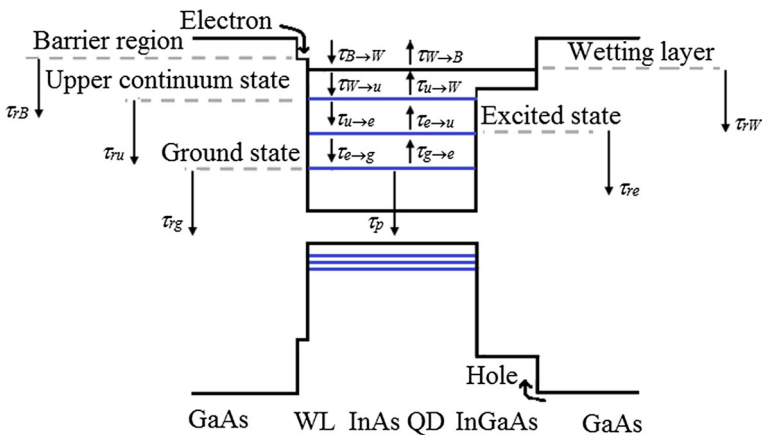 Electron
Barrier region
τB→W
τW→B
Wetting layer
Upper continuum state
τW→u
τu→W
τrB
τu→e
τe→u
Excited state
τrW
τru
Ground state
τe→g
τg→e
τre
τrg
τp
Hole
GaAs WL InAs QD InGaAs GaAs